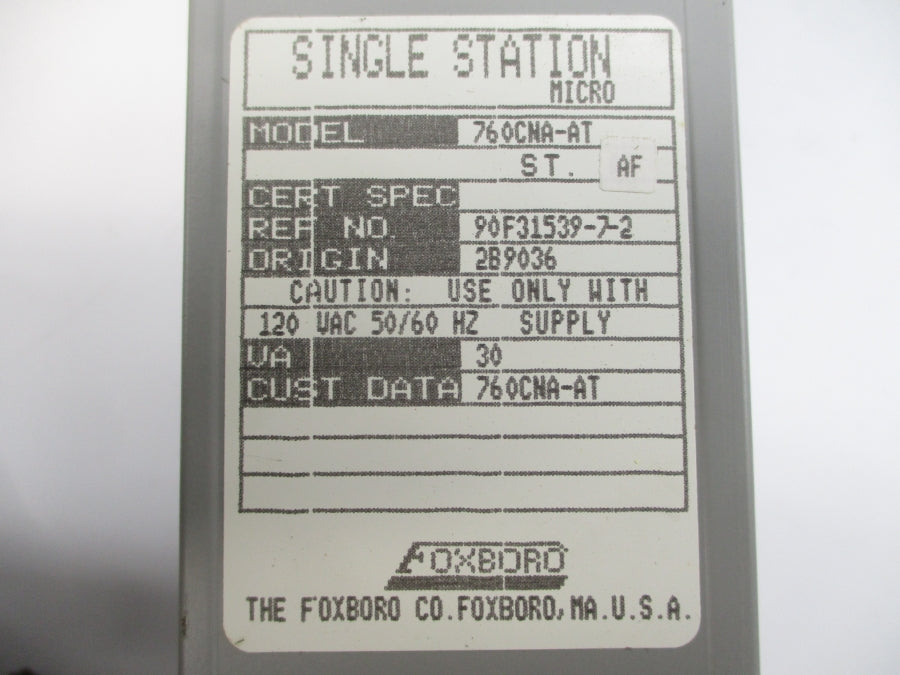 SINGLE STATION
MICRO
MODEL 760CNA-AT
ST. AF
CERT SPEC
REF NO. 90F31539-7-2
ORIGIN 2B9036
CAUTION: USE ONLY WITH
120 VAC 50/60 HZ SUPPLY
VA 30
CUST DATA 760CNA-AT
FOXBORO
THE FOXBORO CO.FOXBORO,MA.U.S.A.